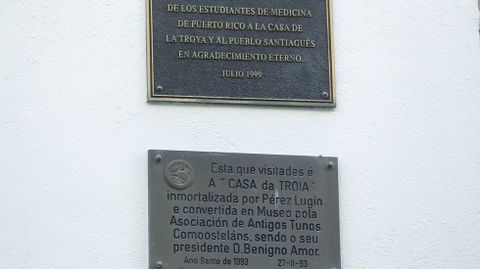 DE LOS ESTUDIANTES DE MEDICINA
DE PUERTO RICO A LA CASA DE
LA TROYA Y AL PUEBLO SANTIAGUÉS
EN AGRADECIMIENTO ETERNO.
JULIO 1999
Esta que visitades é
A " CASA da TROIA "
inmortalizada por Pérez Lugín
e convertida en Museo pola
Asociación de Antigos Tunos
Composteláns, sendo o seu
presidente D.Benigno Amor.
Ano Santo de 1993 27-11-93